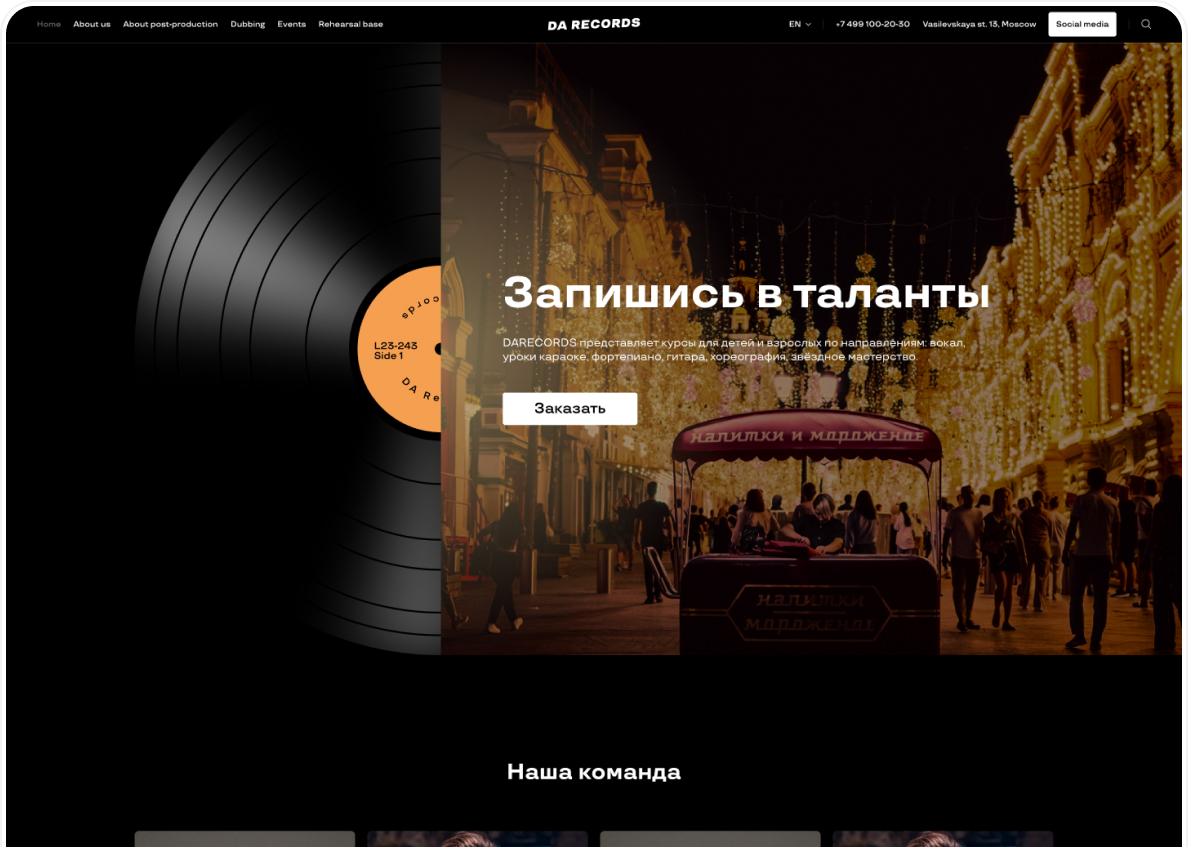 Home About us About post-production Dubbing Events Rehearsal base DA RECORDS EN +7 499 100-20-30 Vasilevskaya st. 13, Moscow Social media
cords
L23-243
Side 1
DA Re
Запишись в таланты
DARECORDS представляет курсы для детей и взрослых по направлениям: вокал,
уроки караоке, фортепиано, гитара, хореография, звёздное мастерство.
Заказать
напитки и мороженое
напитки
мороженое
Наша команда